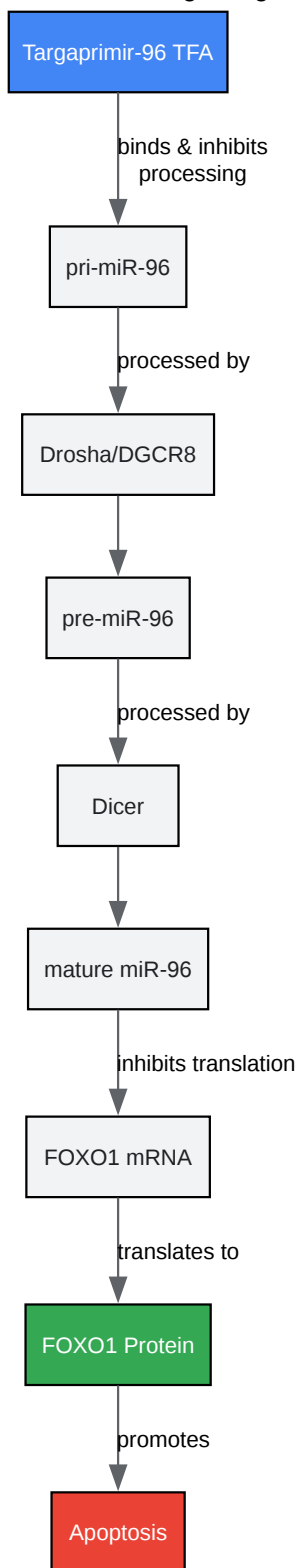 Targaprimir-96 TFA
binds & inhibits
processing
pri-miR-96
processed by
Drosha/DGCR8
pre-miR-96
processed by
Dicer
mature miR-96
inhibits translation
FOXO1 mRNA
translates to
FOXO1 Protein
promotes
Apoptosis